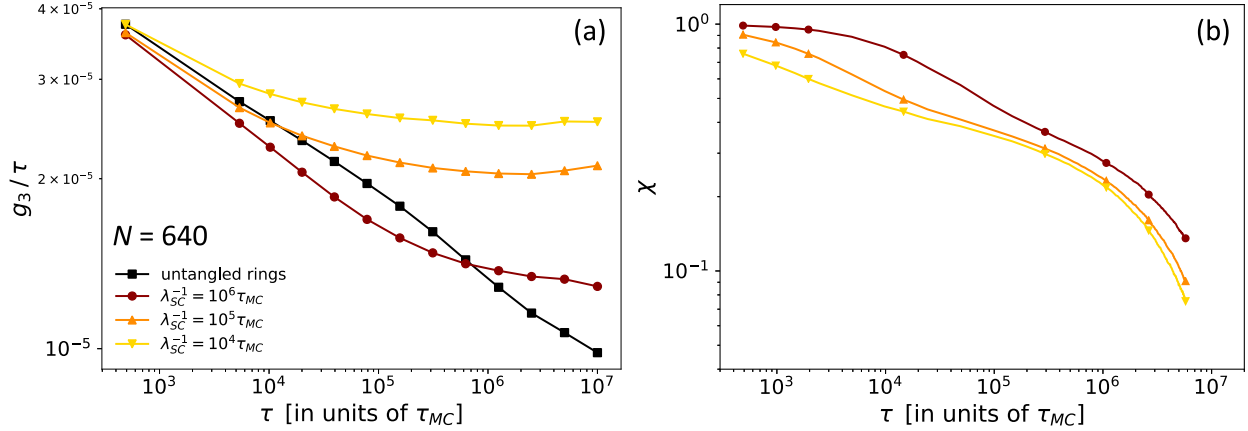 4 × 10⁻⁵
(a)
3 × 10⁻⁵
2 × 10⁻⁵
10⁻⁵
g₃ / τ
N = 640
untangled rings
λ_SC⁻¹ = 10⁶τ_MC
λ_SC⁻¹ = 10⁵τ_MC
λ_SC⁻¹ = 10⁴τ_MC
10³ 10⁴ 10⁵ 10⁶ 10⁷
τ [in units of τ_MC]
(b)
10⁰
10⁻¹
χ
10³ 10⁴ 10⁵ 10⁶ 10⁷
τ [in units of τ_MC]